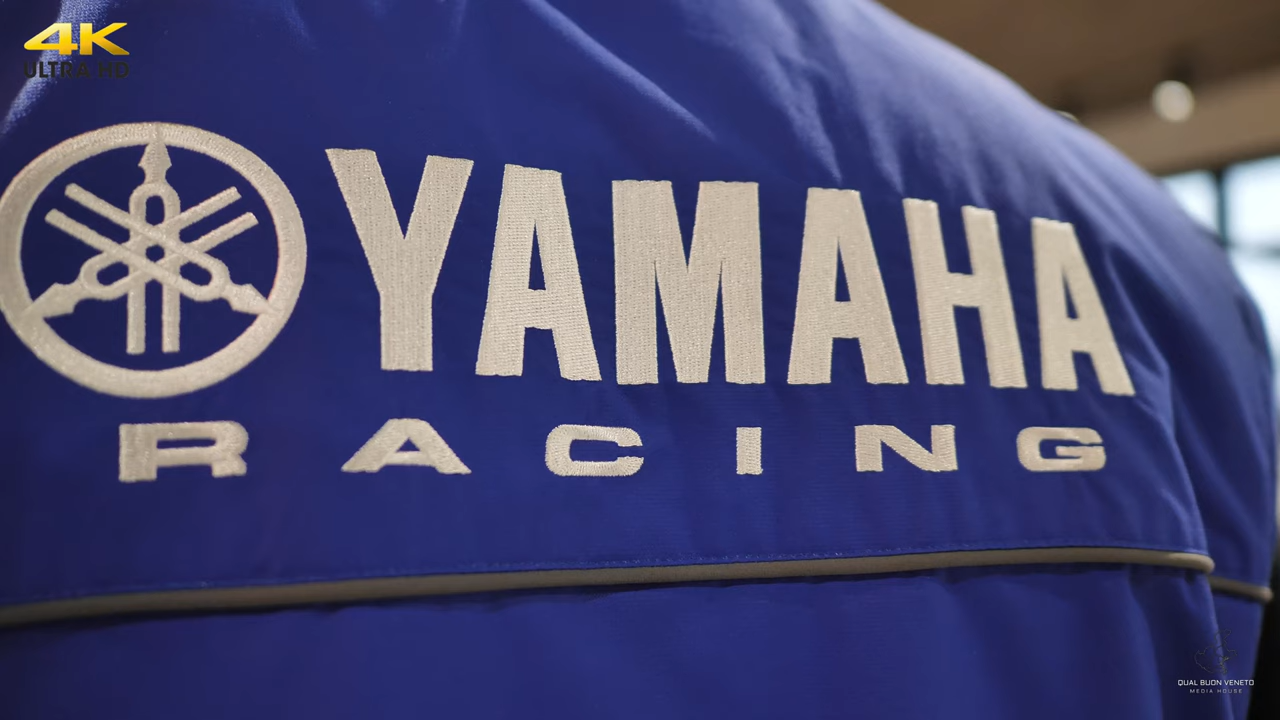 4K
ULTRA HD
YAMAHA
RACING
QUAL BUON VENETO
MEDIA HOUSE